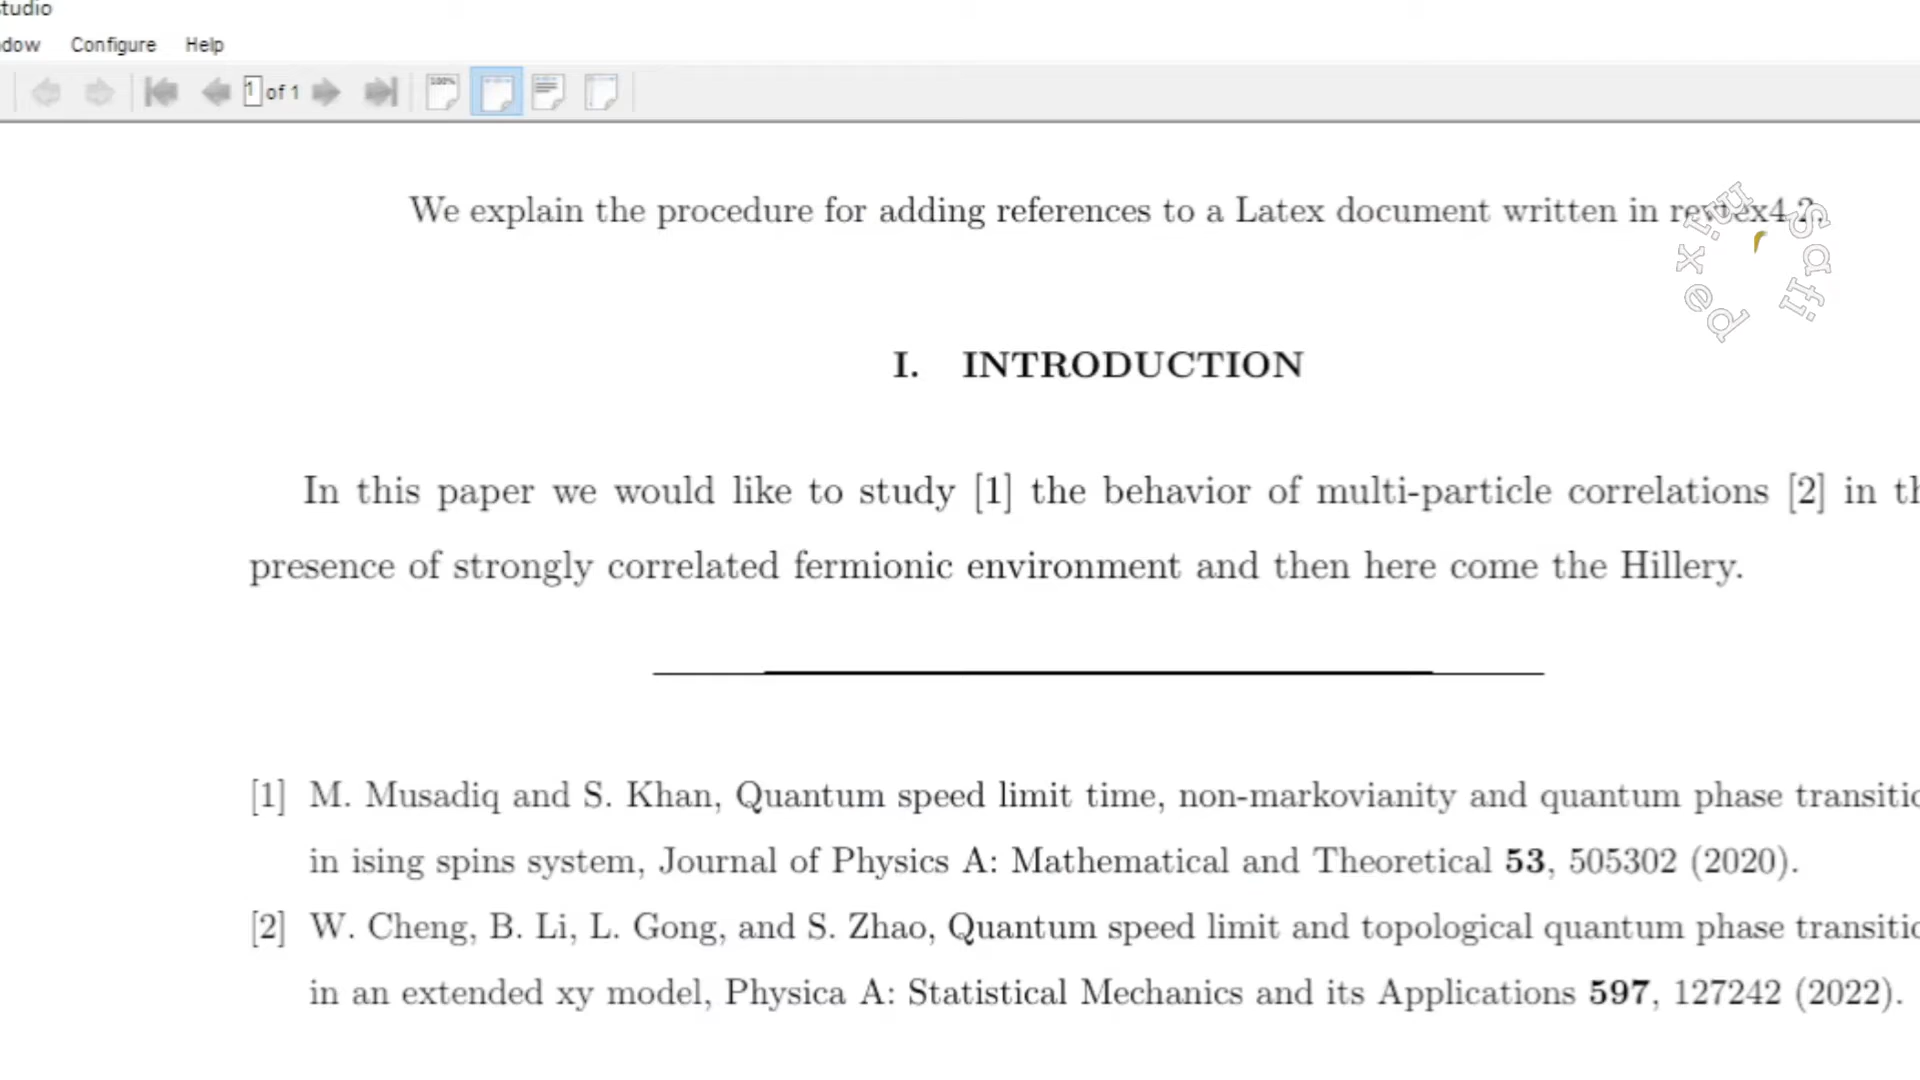 tudio
dow Configure Help
1 of 1
100%
We explain the procedure for adding references to a Latex document written in revtex4.2.
I. INTRODUCTION
In this paper we would like to study [1] the behavior of multi-particle correlations [2] in th
presence of strongly correlated fermionic environment and then here come the Hillery.
[1] M. Musadiq and S. Khan, Quantum speed limit time, non-markovianity and quantum phase transitio
in ising spins system, Journal of Physics A: Mathematical and Theoretical 53, 505302 (2020).
[2] W. Cheng, B. Li, L. Gong, and S. Zhao, Quantum speed limit and topological quantum phase transitio
in an extended xy model, Physica A: Statistical Mechanics and its Applications 597, 127242 (2022).